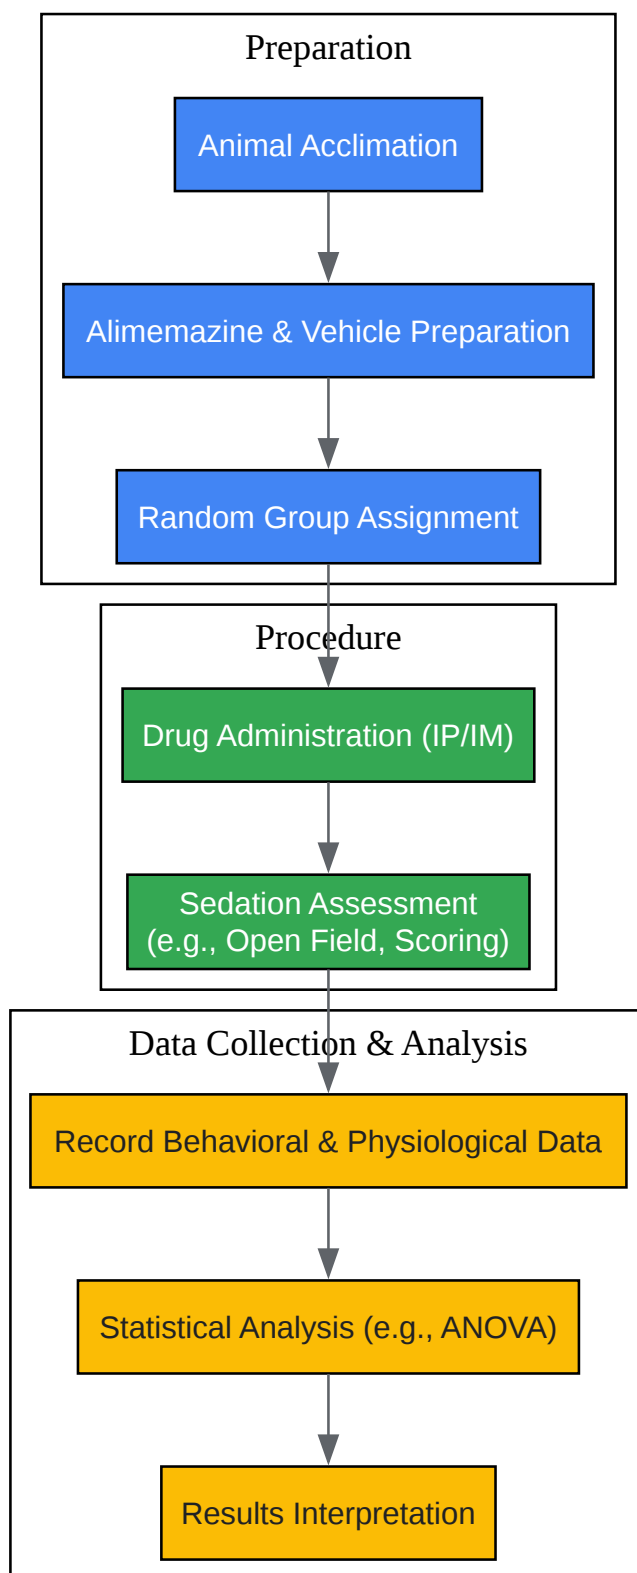 Preparation
Animal Acclimation
Alimemazine & Vehicle Preparation
Random Group Assignment
Procedure
Drug Administration (IP/IM)
Sedation Assessment
(e.g., Open Field, Scoring)
Data Collection & Analysis
Record Behavioral & Physiological Data
Statistical Analysis (e.g., ANOVA)
Results Interpretation